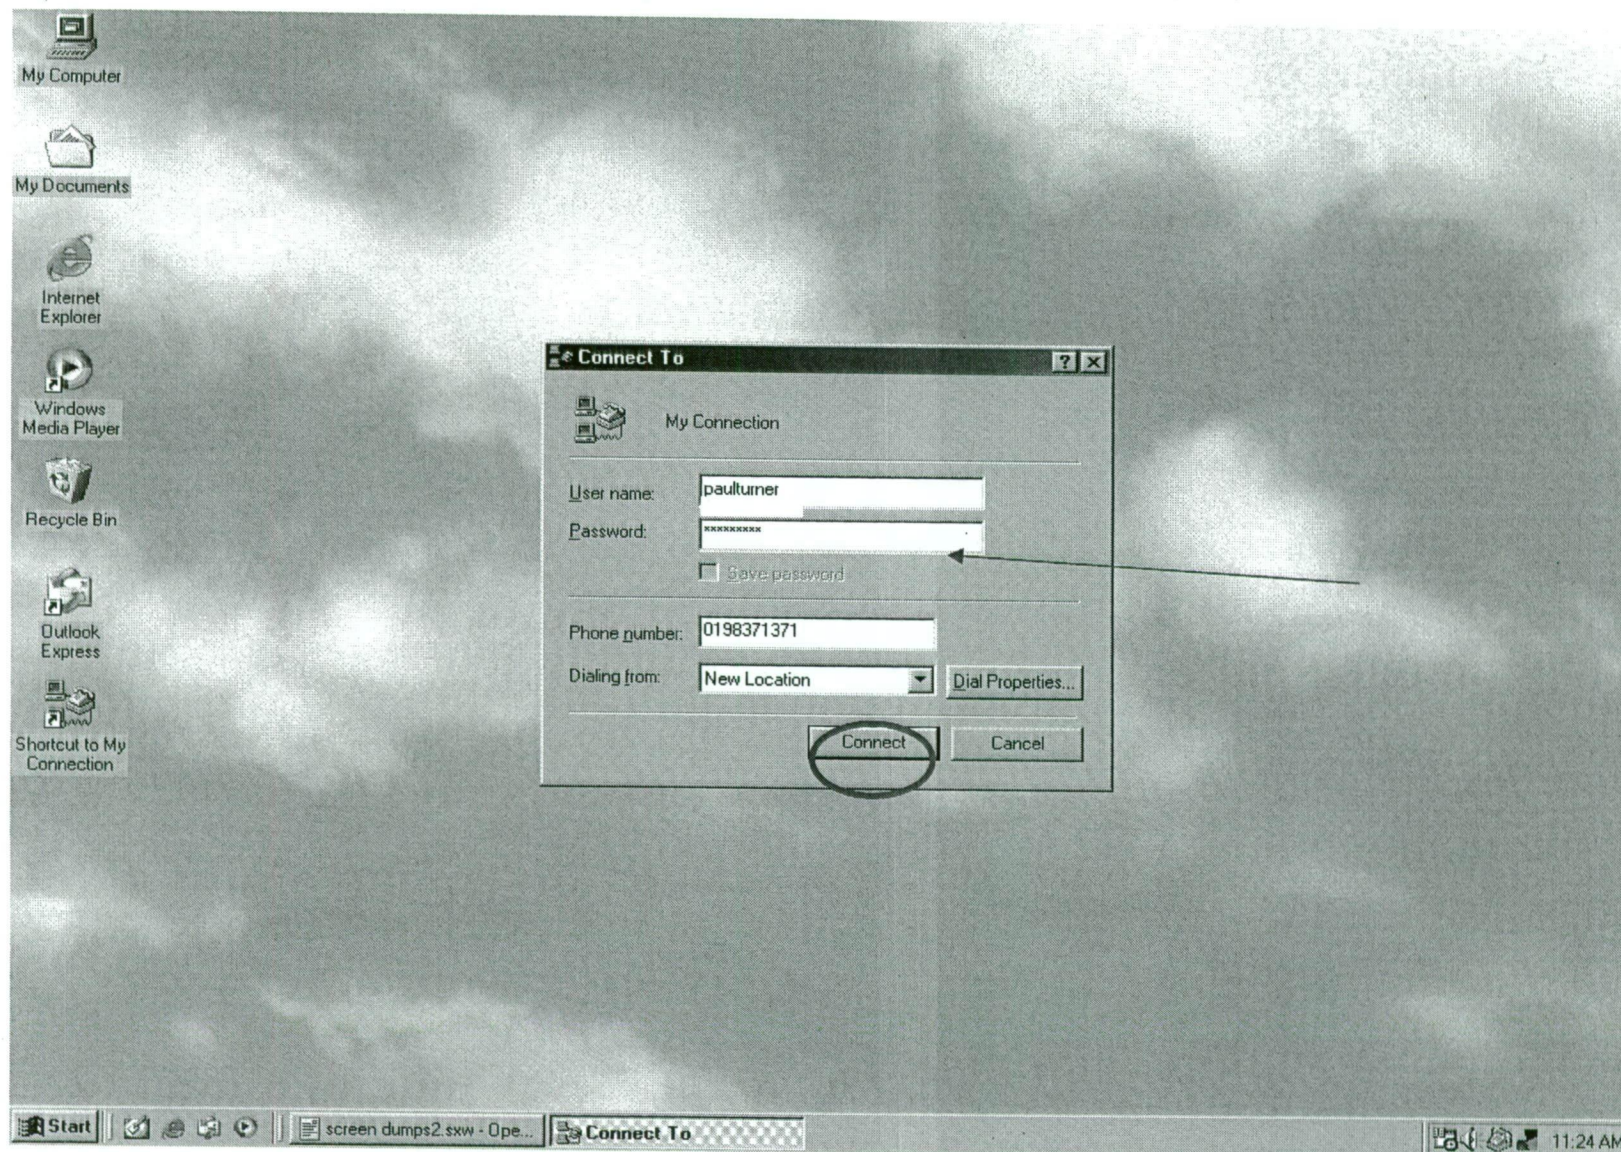 My Computer
My Documents
Internet
Explorer
Windows
Media Player
Recycle Bin
Outlook
Express
Shortcut to My
Connection
Connect To
My Connection
User name:
paulturner
Password:
xxxxxxxxx
Save password
Phone number:
0198371371
Dialing from:
New Location
Dial Properties...
Connect
Cancel
Start
screen dumps2.sxw - Ope...
Connect To
11:24 AM